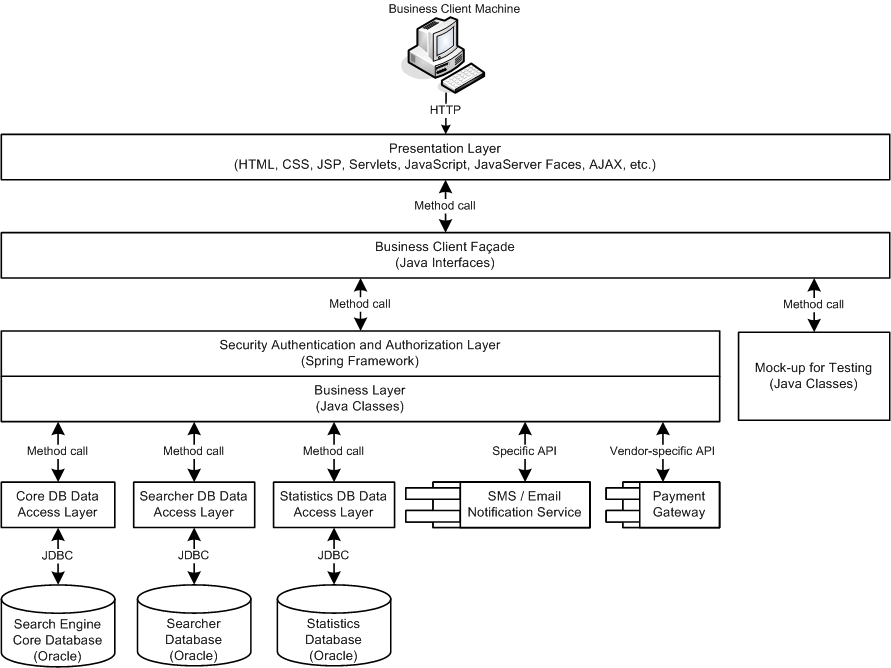 Business Client Machine
HTTP
Presentation Layer
(HTML, CSS, JSP, Servlets, JavaScript, JavaServer Faces, AJAX, etc.)
Method call
Business Client Façade
(Java Interfaces)
Method call
Method call
Security Authentication and Authorization Layer
(Spring Framework)
Business Layer
(Java Classes)
Mock-up for Testing
(Java Classes)
Method call
Method call
Method call
Specific API
Vendor-specific API
Core DB Data
Access Layer
Searcher DB Data
Access Layer
Statistics DB Data
Access Layer
SMS / Email
Notification Service
Payment
Gateway
JDBC
JDBC
JDBC
Search Engine
Core Database
(Oracle)
Searcher
Database
(Oracle)
Statistics
Database
(Oracle)